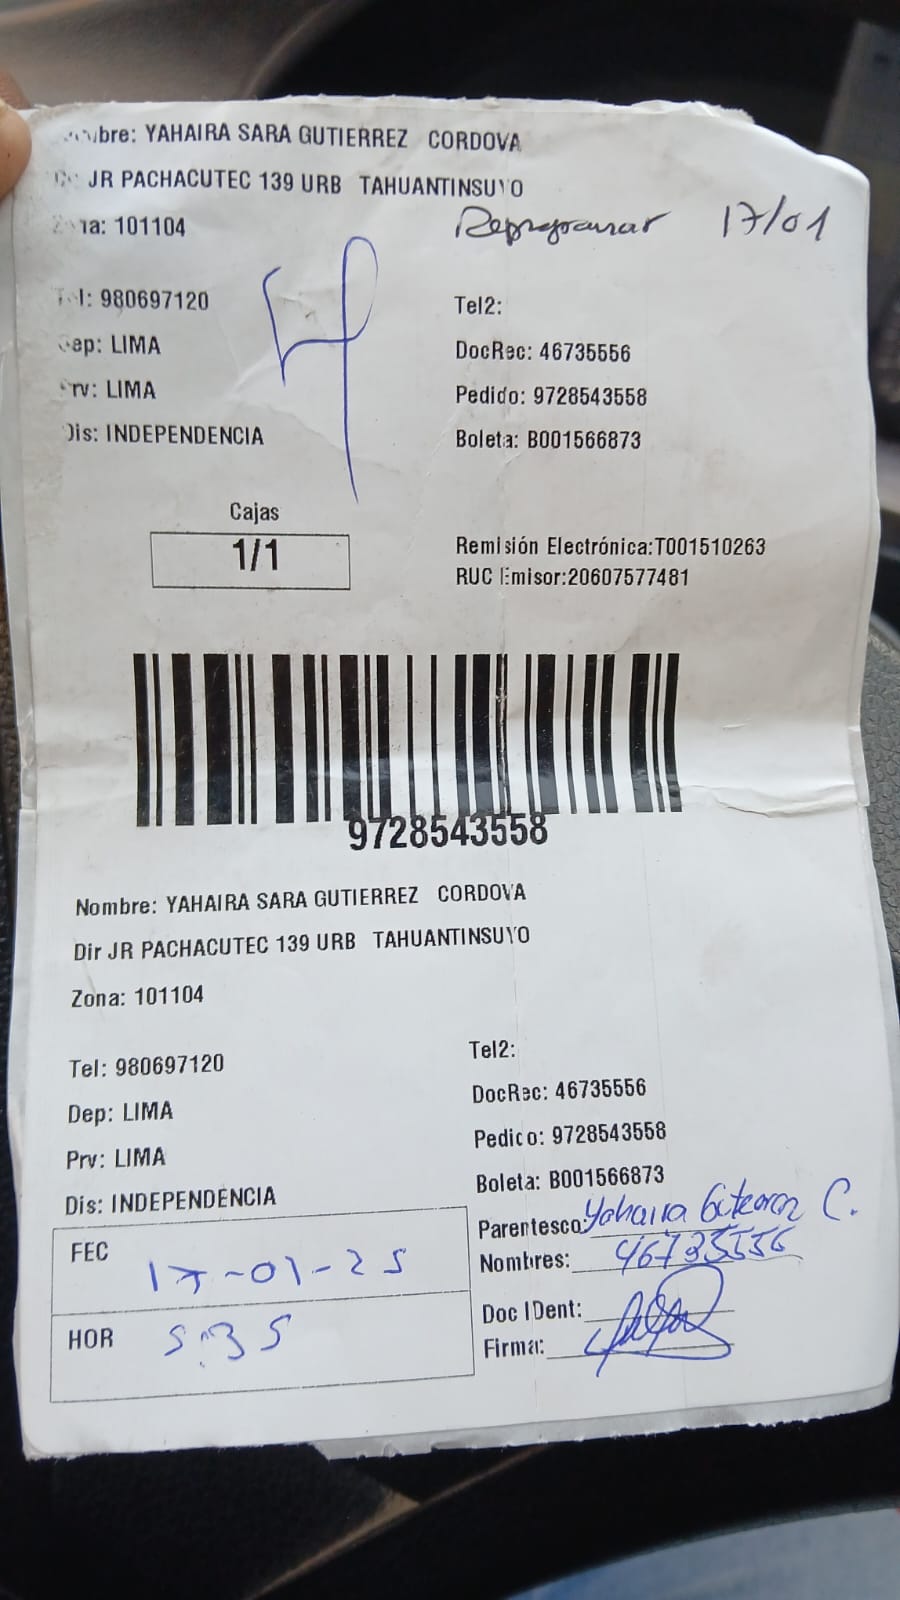 bre: YAHAIRA SARA GUTIERREZ CORDOVA
JR PACHACUTEC 139 URB TAHUANTINSUYO
Zona: 101104
Reprogramar 17/01
Tel: 980697120
Tel2:
Dep: LIMA
DocRec: 46735556
Prv: LIMA
Pedido: 9728543558
Dis: INDEPENDENCIA
Boleta: B001566873
Cajas
1/1
Remisión Electrónica:T001510263
RUC Emisor:20607577481
9728543558
Nombre: YAHAIRA SARA GUTIERREZ CORDOVA
Dir JR PACHACUTEC 139 URB TAHUANTINSUYO
Zona: 101104
Tel: 980697120
Tel2:
Dep: LIMA
DocRec: 46735556
Prv: LIMA
Pedido: 9728543558
Dis: INDEPENDENCIA
Boleta: B001566873
FEC 17-01-25
HOR 5:35
Parentesco: Yahaira C.
Nombres: 46735556
Doc IDent:
Firma: